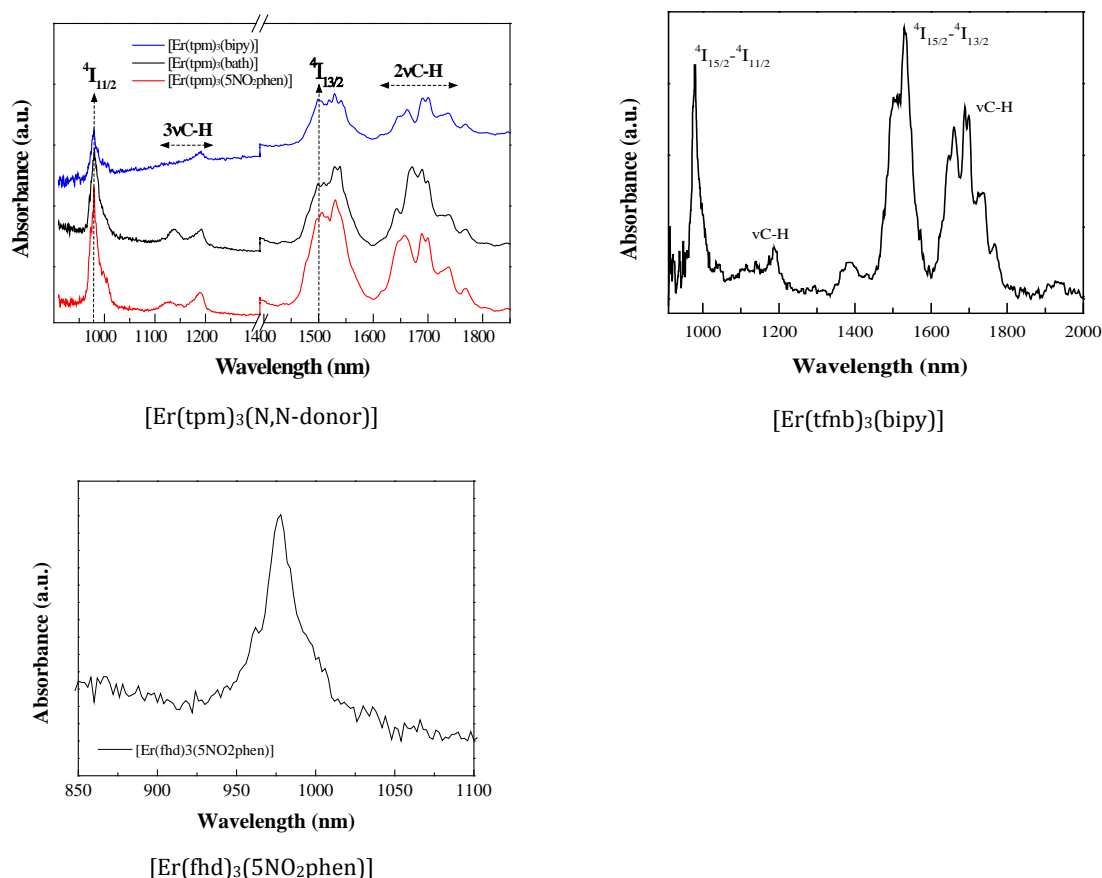 [Er(tpm)₃(bipy)]
[Er(tpm)₃(bath)]
[Er(tpm)₃(5NO₂phen)]
⁴I₁₁/₂
3νC-H
⁴I₁₃/₂
2νC-H
Absorbance (a.u.)
1000 1100 1200 1400 1500 1600 1700 1800
Wavelength (nm)
[Er(tpm)₃(N,N-donor)]
⁴I₁₅/₂-⁴I₁₁/₂
⁴I₁₅/₂-⁴I₁₃/₂
νC-H
νC-H
Absorbance (a.u.)
1000 1200 1400 1600 1800 2000
Wavelength (nm)
[Er(tfnb)₃(bipy)]
Absorbance (a.u.)
[Er(fhd)3(5NO2phen)]
850 900 950 1000 1050 1100
Wavelength (nm)
[Er(fhd)₃(5NO₂phen)]